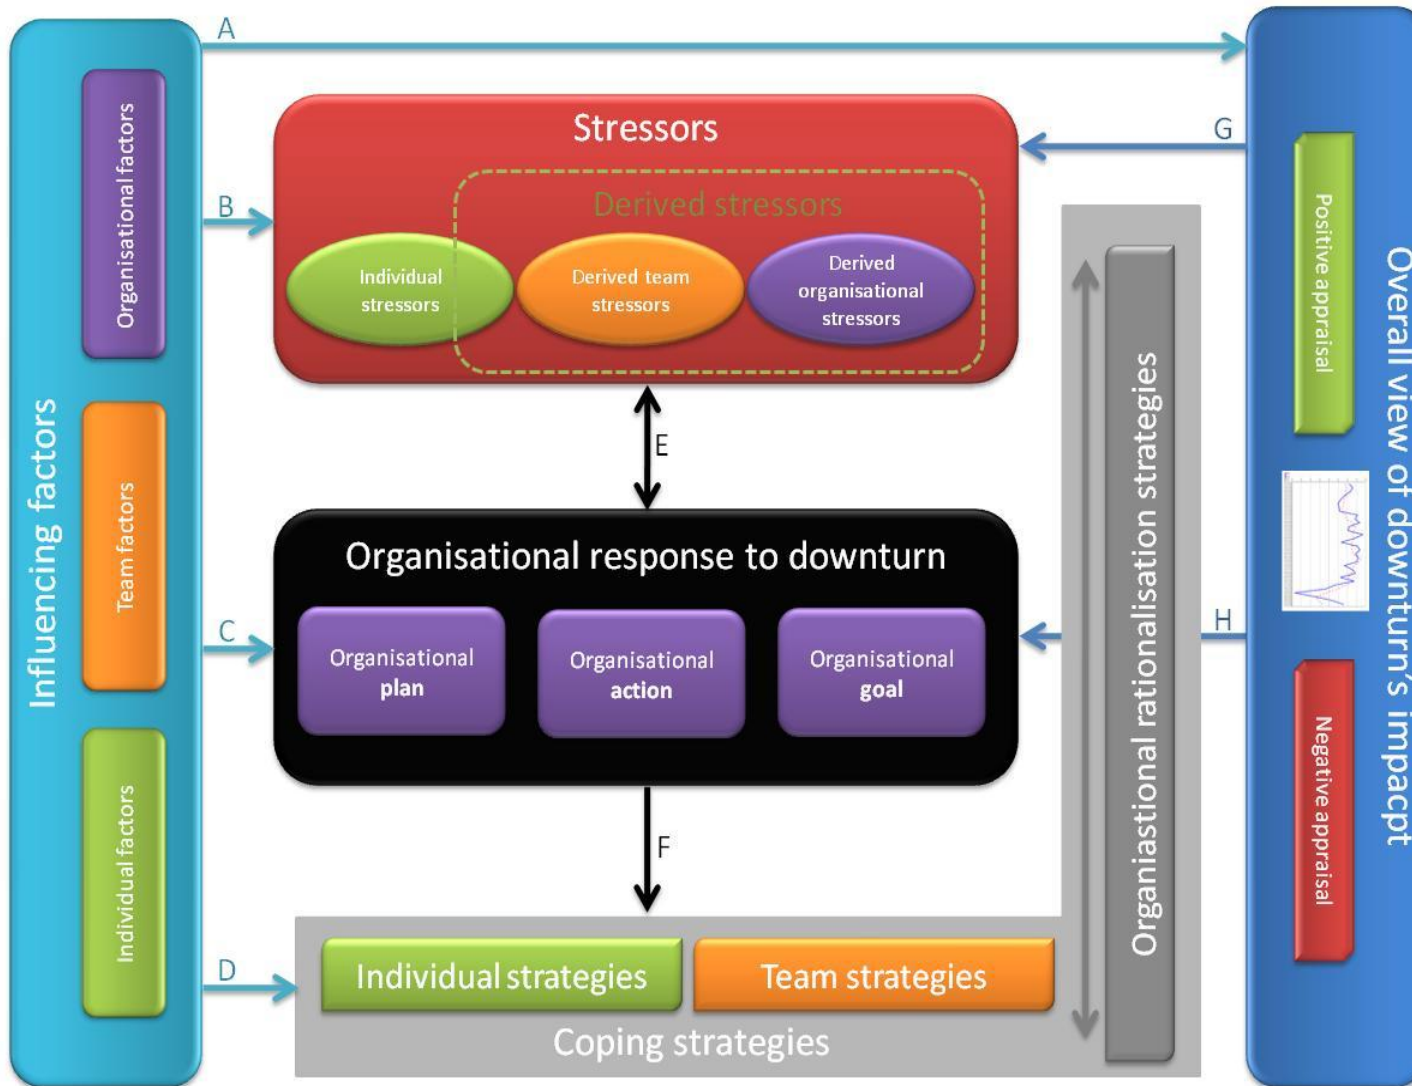 A
Influencing factors
Organisational factors
Team factors
Individual factors
B
C
D
Stressors
Derived stressors
Individual
stressors
Derived team
stressors
Derived
organisational
stressors
E
Organisational response to downturn
Organisational
plan
Organisational
action
Organisational
goal
F
Individual strategies
Team strategies
Coping strategies
Organiastional rationalisation strategies
G
H
Positive appraisal
Negative appraisal
Overall view of downturn´s impacpt